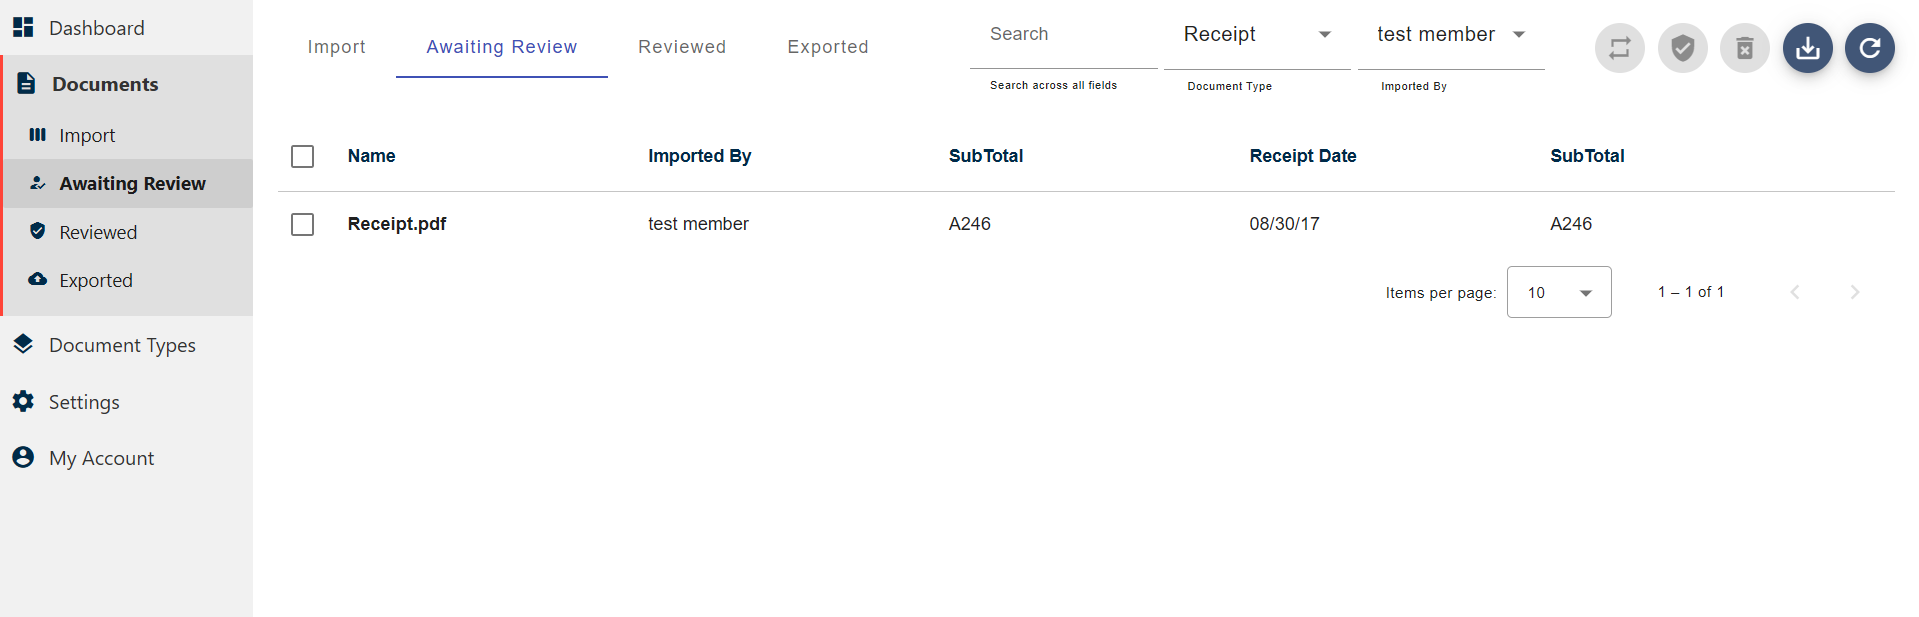 Dashboard
Documents
Import
Awaiting Review
Reviewed
Exported
Document Types
Settings
My Account
Import Awaiting Review Reviewed Exported
Search
Search across all fields
Receipt
Document Type
test member
Imported By
Name Imported By SubTotal Receipt Date SubTotal
Receipt.pdf test member A246 08/30/17 A246
Items per page: 10 1 – 1 of 1